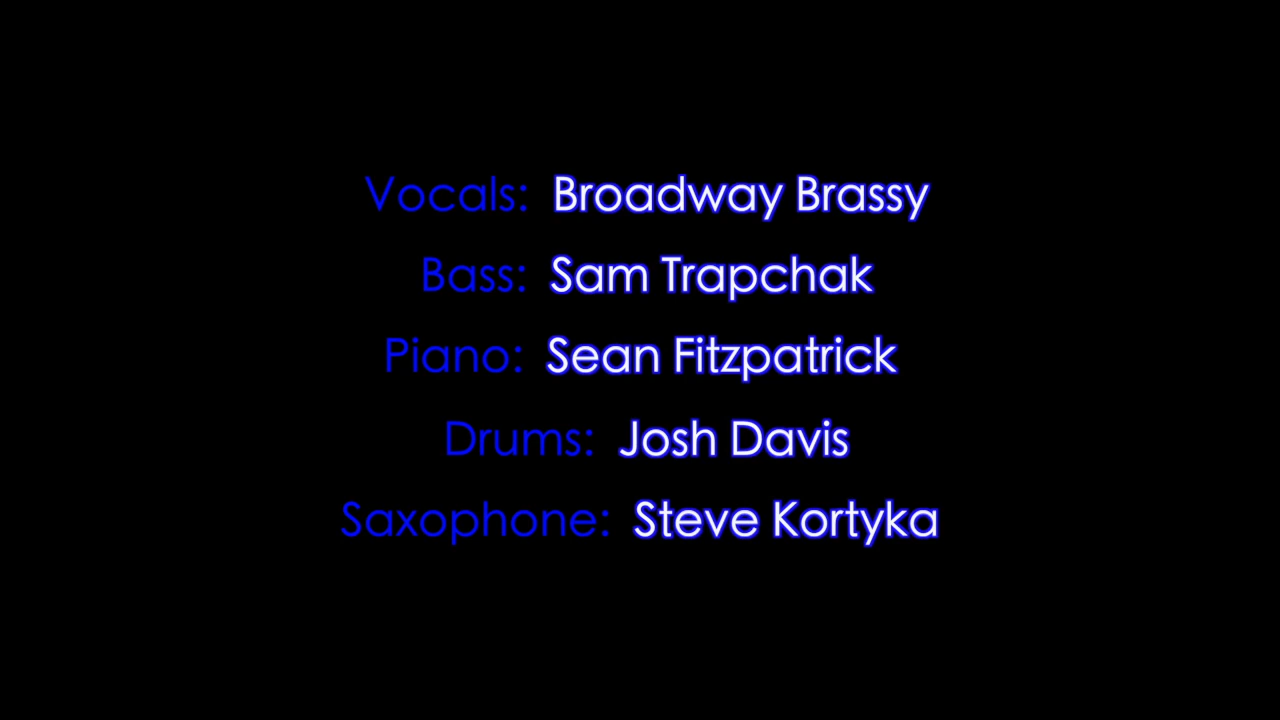 Vocals: Broadway Brassy
Bass: Sam Trapchak
Piano: Sean Fitzpatrick
Drums: Josh Davis
Saxophone: Steve Kortyka